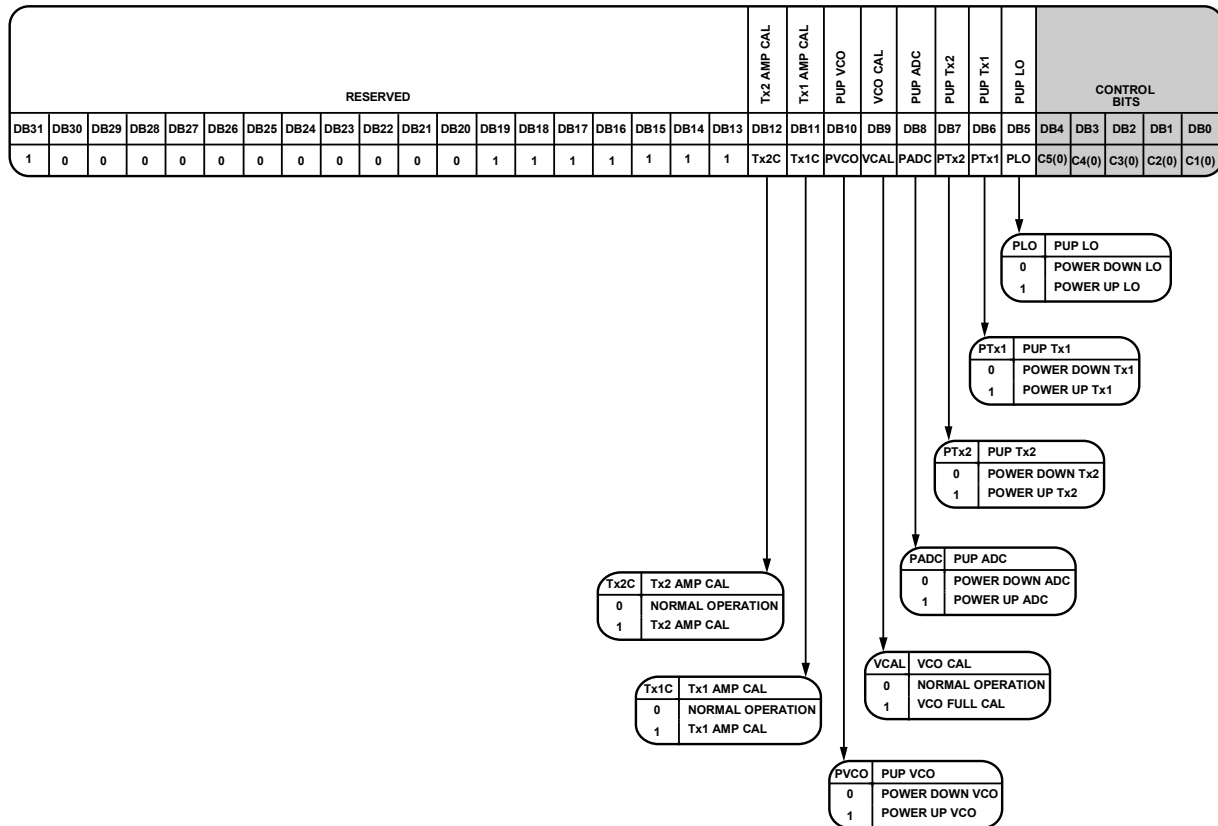 RESERVED
Tx2 AMP CAL
Tx1 AMP CAL
PUP VCO
VCO CAL
PUP ADC
PUP Tx2
PUP Tx1
PUP LO
CONTROL
BITS
DB31 DB30 DB29 DB28 DB27 DB26 DB25 DB24 DB23 DB22 DB21 DB20 DB19 DB18 DB17 DB16 DB15 DB14 DB13 DB12 DB11 DB10 DB9 DB8 DB7 DB6 DB5 DB4 DB3 DB2 DB1 DB0
1 0 0 0 0 0 0 0 0 0 0 0 1 1 1 1 1 1 1 Tx2C Tx1C PVCO VCAL PADC PTx2 PTx1 PLO C5(0) C4(0) C3(0) C2(0) C1(0)
PLO PUP LO
0 POWER DOWN LO
1 POWER UP LO
PTx1 PUP Tx1
0 POWER DOWN Tx1
1 POWER UP Tx1
PTx2 PUP Tx2
0 POWER DOWN Tx2
1 POWER UP Tx2
PADC PUP ADC
0 POWER DOWN ADC
1 POWER UP ADC
Tx2C Tx2 AMP CAL
0 NORMAL OPERATION
1 Tx2 AMP CAL
VCAL VCO CAL
0 NORMAL OPERATION
1 VCO FULL CAL
Tx1C Tx1 AMP CAL
0 NORMAL OPERATION
1 Tx1 AMP CAL
PVCO PUP VCO
0 POWER DOWN VCO
1 POWER UP VCO